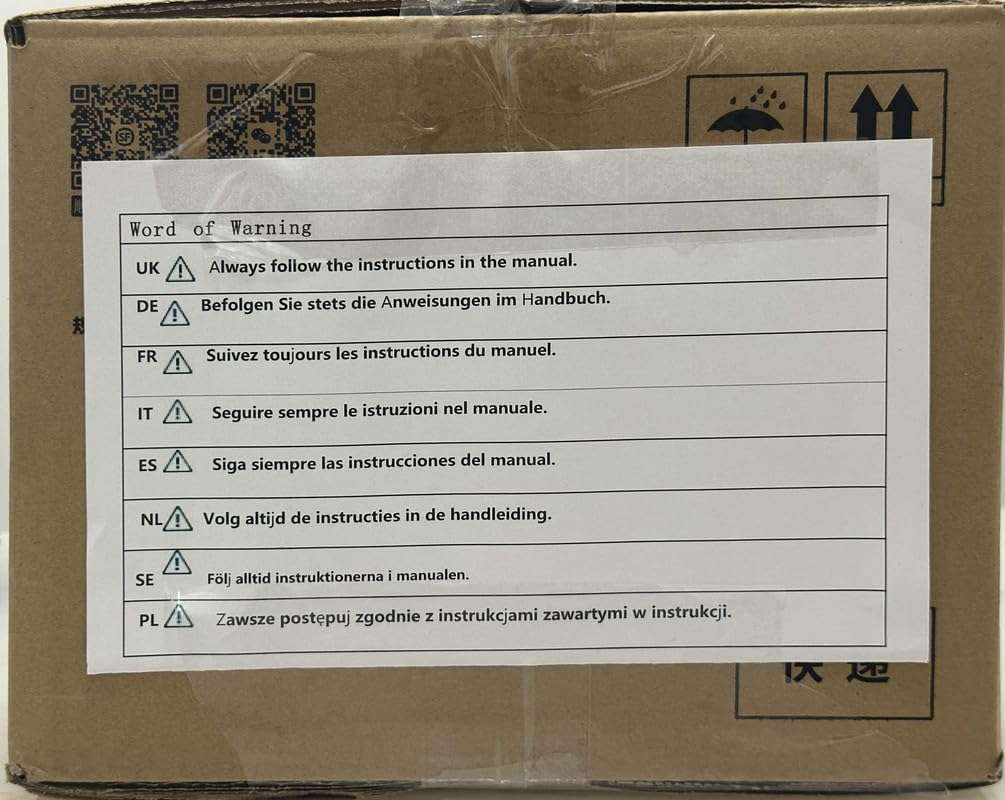 SF
Word of Warning
UK Always follow the instructions in the manual.
DE Befolgen Sie stets die Anweisungen im Handbuch.
FR Suivez toujours les instructions du manuel.
IT Seguire sempre le istruzioni nel manuale.
ES Siga siempre las instrucciones del manual.
NL Volg altijd de instructies in de handleiding.
SE Följ alltid instruktionerna i manualen.
PL Zawsze postępuj zgodnie z instrukcjami zawartymi w instrukcji.
快递